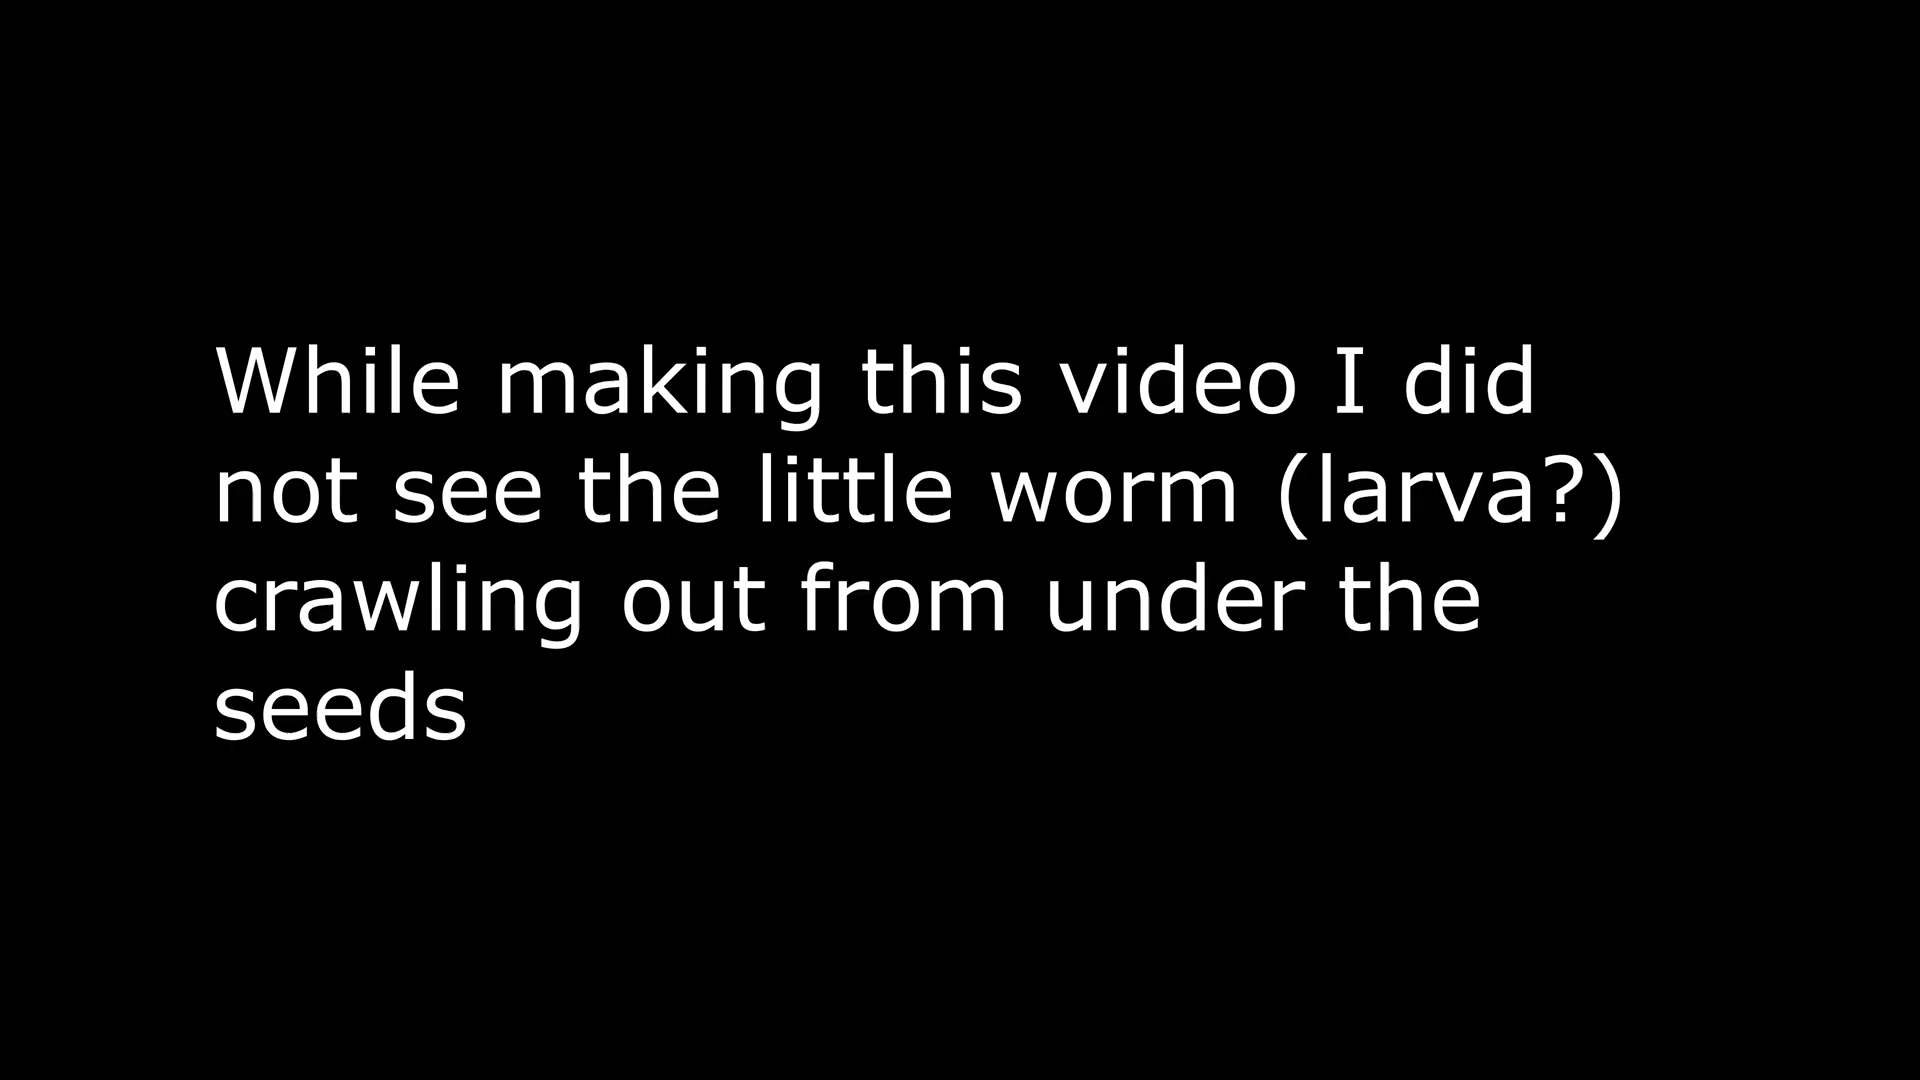 While making this video I did
not see the little worm (larva?)
crawling out from under the
seeds